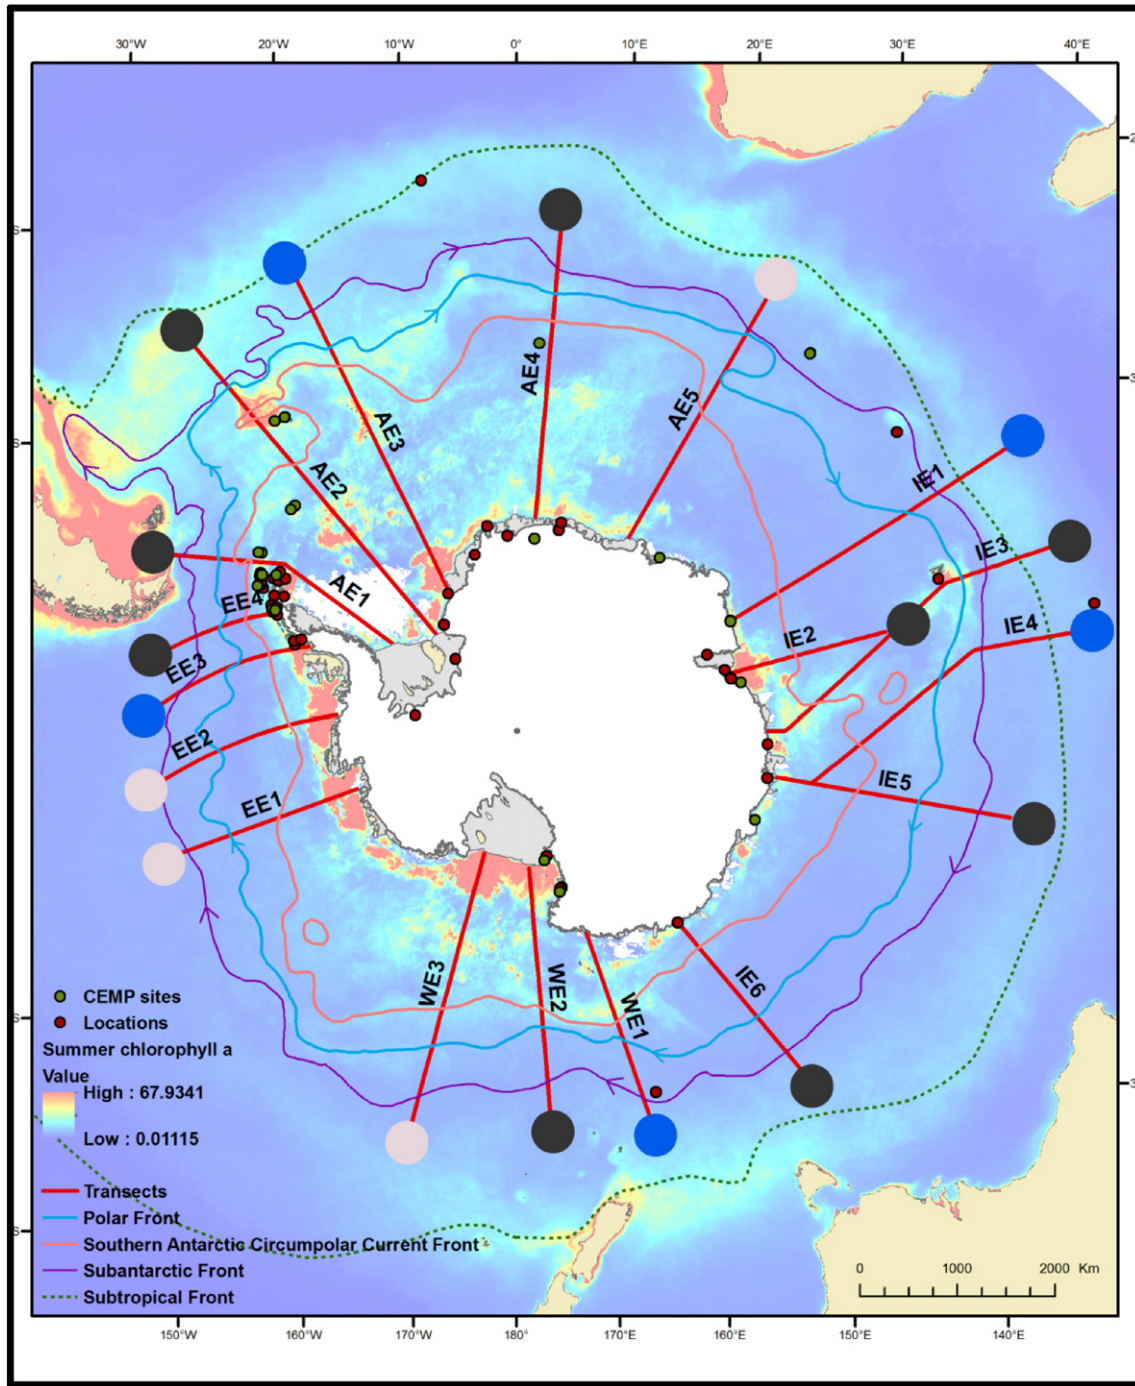 30°W 20°W 10°W 0° 10°E 20°E 30°E 40°E
AE4
AE5
AE3
AE2
IE1
IE3
AE1
EE4
IE2
IE4
EE3
EE2
EE1
IE5
WE3
WE2
WE1
IE6
CEMP sites
Locations
Summer chlorophyll a
Value
High : 67.9341
Low : 0.01115
Transects
Polar Front
Southern Antarctic Circumpolar Current Front
Subantarctic Front
Subtropical Front
0 1000 2000 Km
150°W 160°W 170°W 180° 170°E 160°E 150°E 140°E